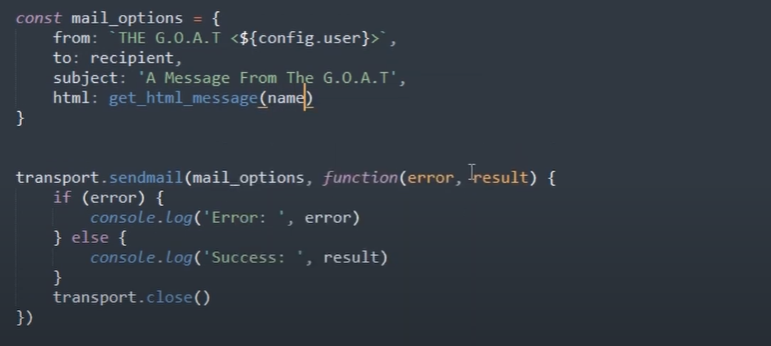 const mail_options = {
    from: `THE G.O.A.T <${config.user}>`,
    to: recipient,
    subject: 'A Message From The G.O.A.T',
    html: get_html_message(name)
}
transport.sendmail(mail_options, function(error, result) {
    if (error) {
        console.log('Error: ', error)
    } else {
        console.log('Success: ', result)
    }
    transport.close()
})